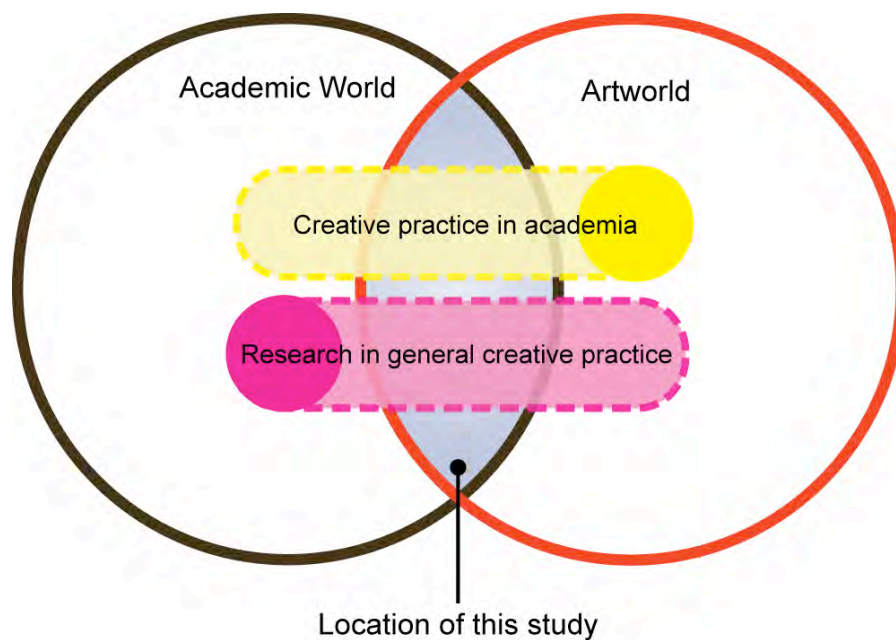 Academic World
Artworld
Creative practice in academia
Research in general creative practice
Location of this study